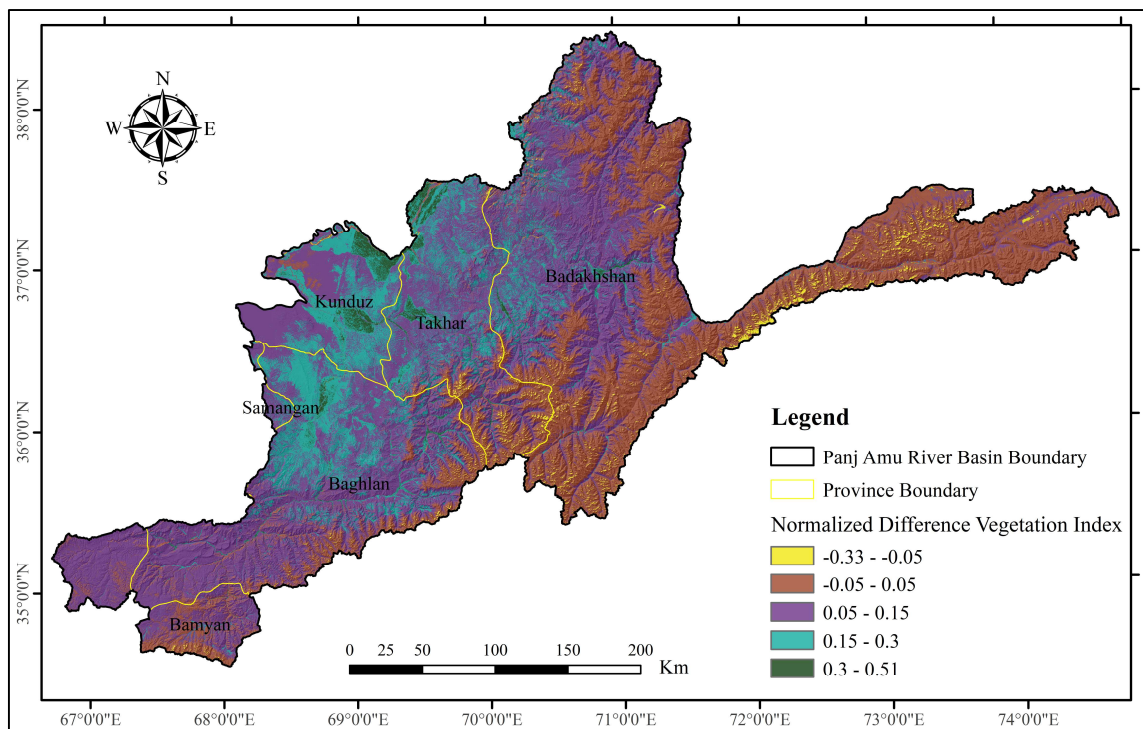 N
W E
S
38°0'0"N
37°0'0"N
36°0'0"N
35°0'0"N
Kunduz
Takhar
Badakhshan
Samangan
Baghlan
Bamyan
Legend
Panj Amu River Basin Boundary
Province Boundary
Normalized Difference Vegetation Index
-0.33 - -0.05
-0.05 - 0.05
0.05 - 0.15
0.15 - 0.3
0.3 - 0.51
0 25 50 100 150 200
Km
67°0'0"E 68°0'0"E 69°0'0"E 70°0'0"E 71°0'0"E 72°0'0"E 73°0'0"E 74°0'0"E